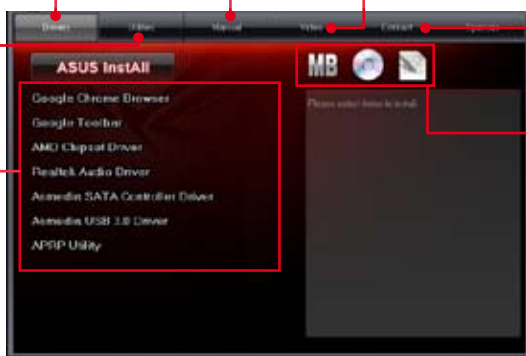 Drivers Utilities Manual Video Contact Specials
ASUS InstAll
MB
Please select items to install.
Google Chrome Browser
Google Toolbar
AMD Chipset Driver
Realtek Audio Driver
Asmedia SATA Controller Driver
Asmedia USB 3.0 Driver
APRP Utility